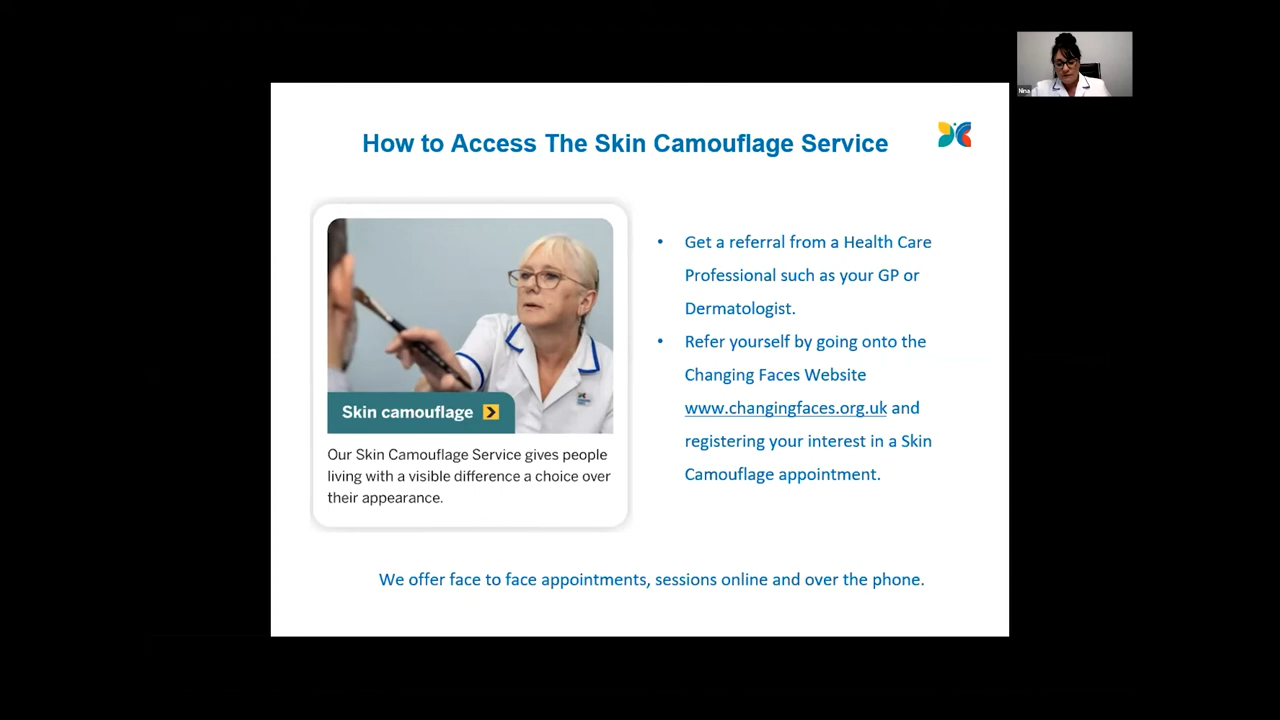 Nina
How to Access The Skin Camouflage Service
Skin camouflage
Our Skin Camouflage Service gives people
living with a visible difference a choice over
their appearance.
• Get a referral from a Health Care
Professional such as your GP or
Dermatologist.
• Refer yourself by going onto the
Changing Faces Website
www.changingfaces.org.uk and
registering your interest in a Skin
Camouflage appointment.
We offer face to face appointments, sessions online and over the phone.